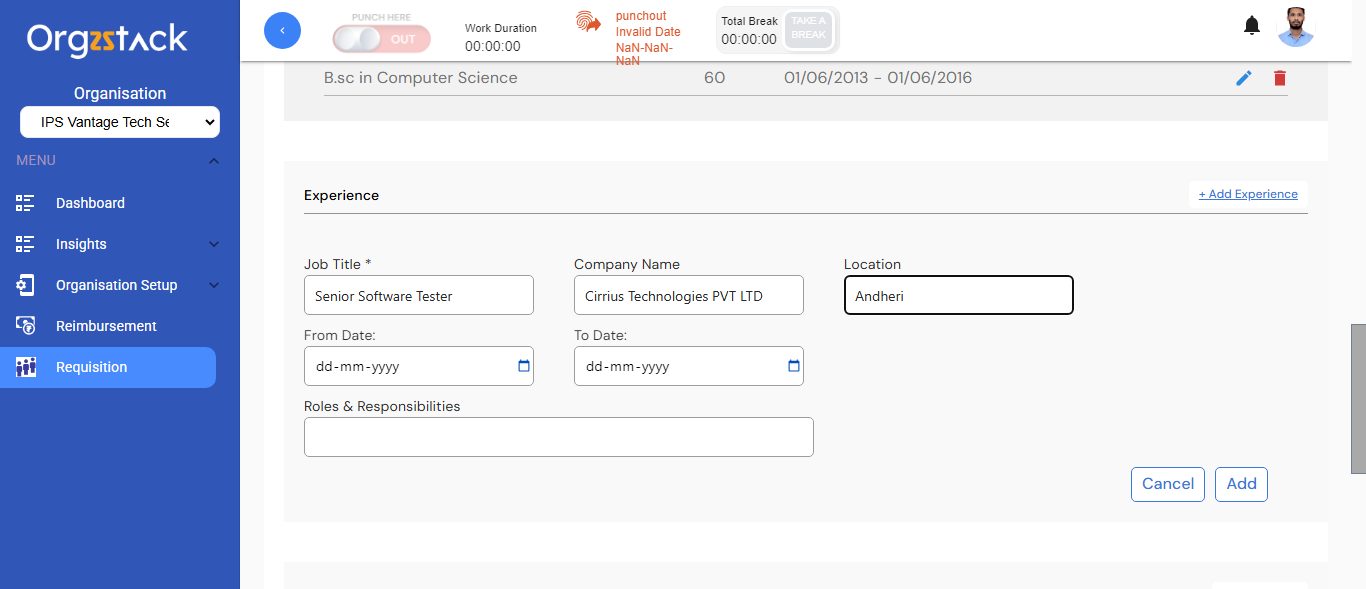 Orgzstack
Organisation
IPS Vantage Tech Se
MENU
Dashboard
Insights
Organisation Setup
Reimbursement
Requisition
‹
PUNCH HERE
OUT
Work Duration
00:00:00
punchout
Invalid Date
NaN-NaN-
NaN
Total Break
00:00:00
TAKE A
BREAK
B.sc in Computer Science 60 01/06/2013 - 01/06/2016
Experience
+ Add Experience
Job Title * Company Name Location
Senior Software Tester Cirrius Technologies PVT LTD Andheri
From Date: To Date:
dd-mm-yyyy dd-mm-yyyy
Roles & Responsibilities
Cancel Add